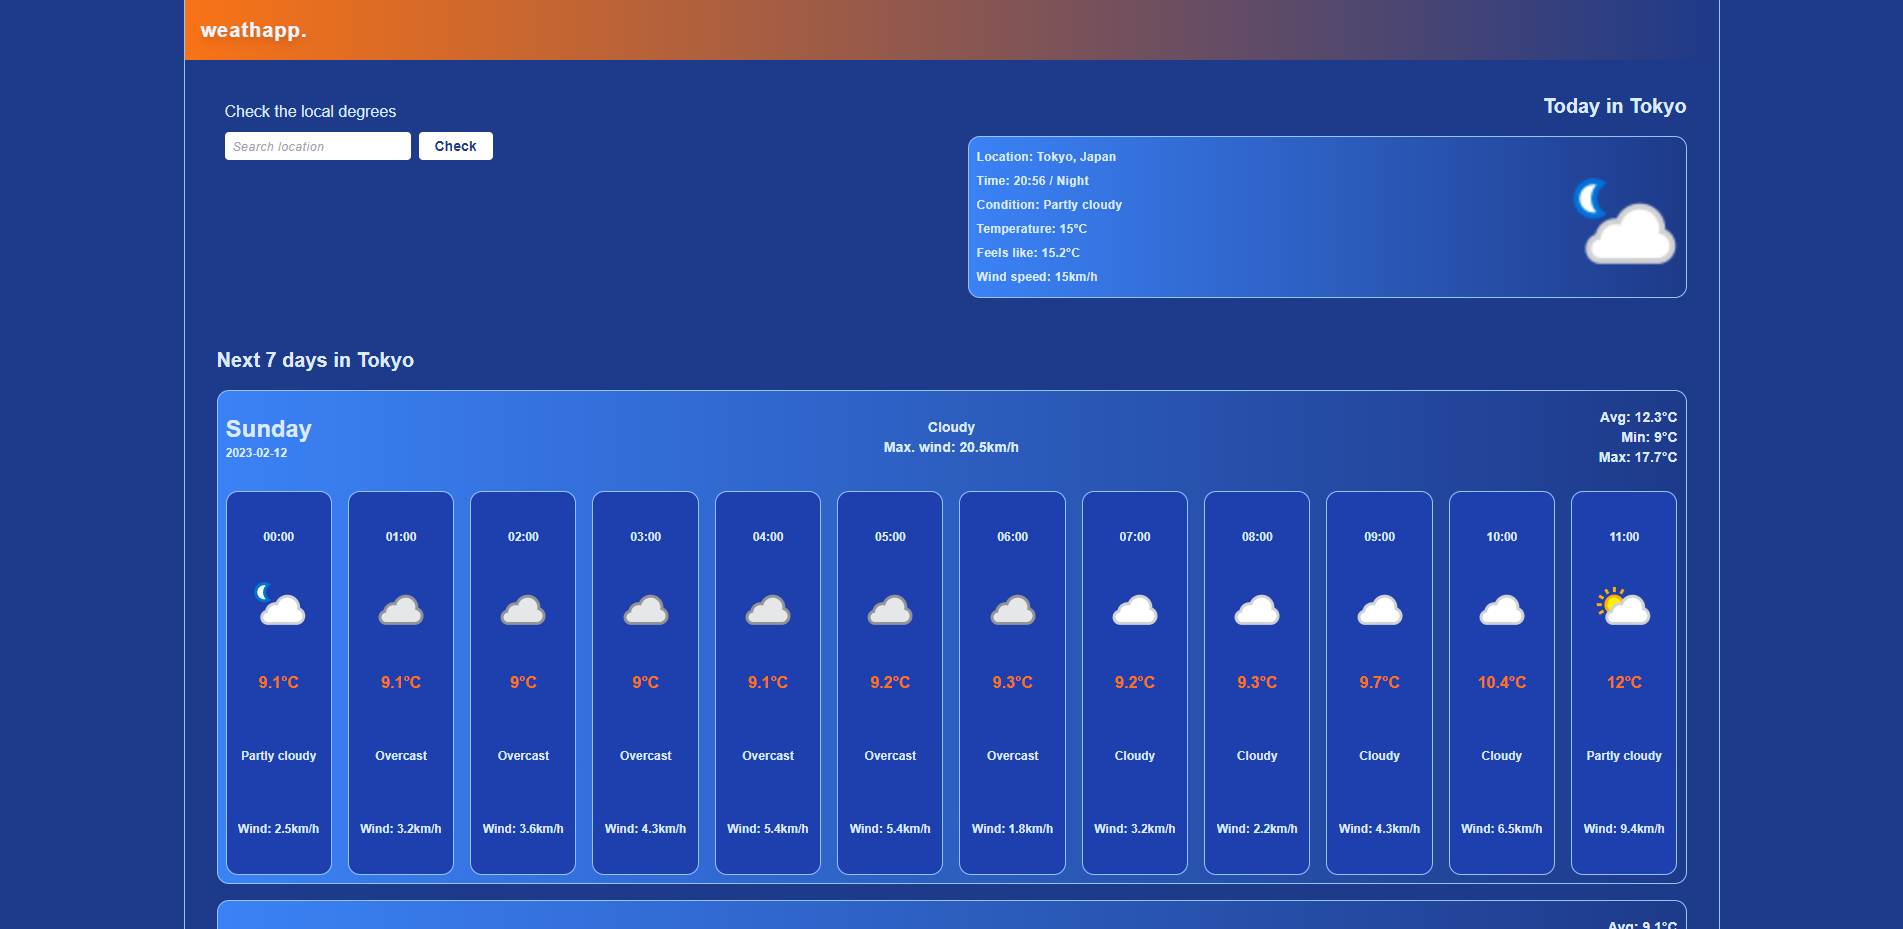 weathapp.
Check the local degrees
Search location
Check
Today in Tokyo
Location: Tokyo, Japan
Time: 20:56 / Night
Condition: Partly cloudy
Temperature: 15°C
Feels like: 15.2°C
Wind speed: 15km/h
Next 7 days in Tokyo
Sunday
2023-02-12
Cloudy
Max. wind: 20.5km/h
Avg: 12.3°C
Min: 9°C
Max: 17.7°C
00:00 01:00 02:00 03:00 04:00 05:00 06:00 07:00 08:00 09:00 10:00 11:00
9.1°C 9.1°C 9°C 9°C 9.1°C 9.2°C 9.3°C 9.2°C 9.3°C 9.7°C 10.4°C 12°C
Partly cloudy Overcast Overcast Overcast Overcast Overcast Overcast Cloudy Cloudy Cloudy Cloudy Partly cloudy
Wind: 2.5km/h Wind: 3.2km/h Wind: 3.6km/h Wind: 4.3km/h Wind: 5.4km/h Wind: 5.4km/h Wind: 1.8km/h Wind: 3.2km/h Wind: 2.2km/h Wind: 4.3km/h Wind: 6.5km/h Wind: 9.4km/h
Avg: 9.1°C